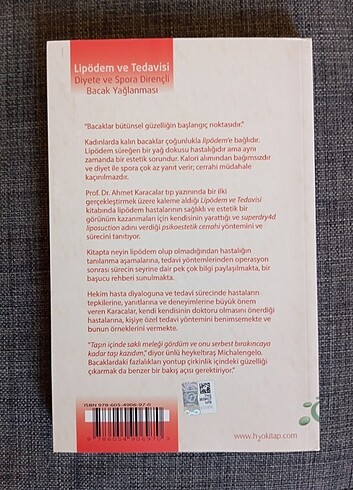 Lipödem ve Tedavisi
Diyete ve Spora Dirençli
Bacak Yağlanması
"Bacaklar bütünsel güzelliğin başlangıç noktasıdır."
Kadınlarda kalın bacaklar çoğunlukla lipödem'e bağlıdır.
Lipödem süreğen bir yağ dokusu hastalığıdır ama aynı
zamanda bir estetik sorundur. Kalori alımından bağımsızdır
ve diyet ile spora çok az yanıt verir; cerrahi müdahale
kaçınılmazdır.
Prof. Dr. Ahmet Karacalar tıp yazınında bir ilki
gerçekleştirmek üzere kaleme aldığı Lipödem ve Tedavisi
kitabında lipödem hastalarının sağlıklı ve estetik bir
görünüm kazanmaları için kendisinin yarattığı ve superdry4d
liposuction adını verdiği psikoestetik cerrahi yöntemini ve
sürecini tanıtıyor.
Kitapta neyin lipödem olup olmadığından hastalığın
tanılanma aşamalarına, tedavi yöntemlerinden operasyon
sonrası sürecin seyrine dair pek çok bilgi paylaşılmakta, bir
başucu rehberi sunulmakta.
Hekim hasta diyaloguna ve tedavi sürecinde hastaların
tepkilerine, yanıtlarına ve deneyimlerine büyük önem
veren Karacalar, kendi kendisinin doktoru olmasını önerdiği
hastalarına, kişiye özel tedavi yöntemini benimsemekte ve
bunun örneklerini vermekte.
"Taşın içinde saklı meleği gördüm ve onu serbest bırakıncaya
kadar taşı kazıdım," diyor ünlü heykeltıraş Michalengelo.
Bacaklardaki fazlalıkları yontup çirkinlik içindeki güzelliği
çıkarmak da benzer bir bakış açısı gerektiriyor."
ISBN 978-605-4906-97-0
9 786054 906970
www.h2okitap.com